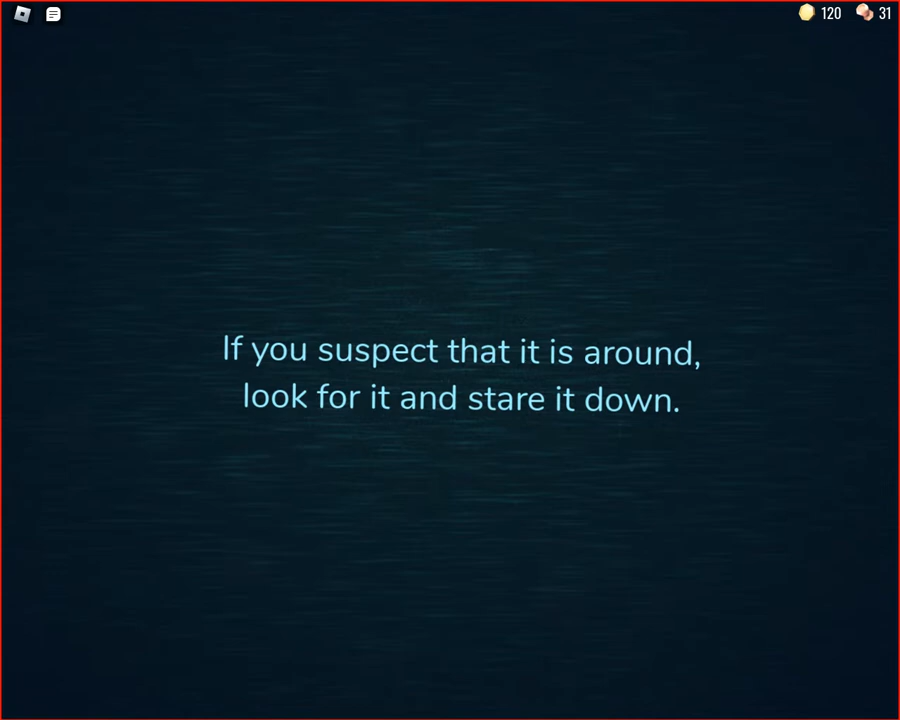 120 31
If you suspect that it is around,
look for it and stare it down.